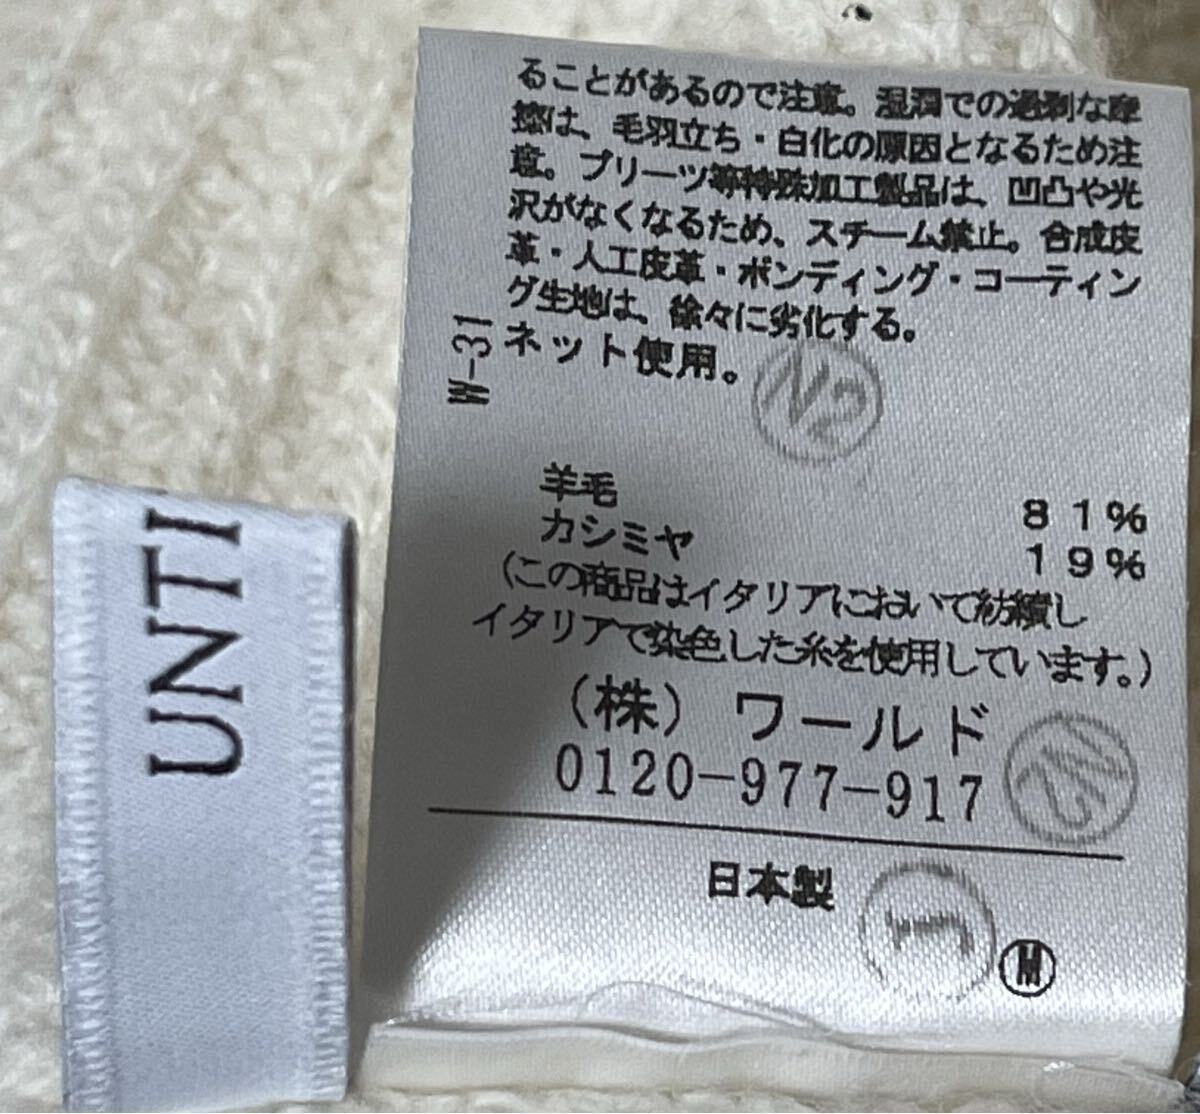 ることがあるので注意。湿潤での過剰な摩
擦は、毛羽立ち・白化の原因となるため注
意。プリーツ等特殊加工製品は、凹凸や光
沢がなくなるため、スチーム禁止。合成皮
革・人工皮革・ボンディング・コーティン
グ生地は、徐々に劣化する。
ネット使用。
W-31
N2
羊毛 81%
カシミヤ 19%
(この商品はイタリアにおいて紡績し
イタリアで染色した糸を使用しています。)
(株) ワールド
0120-977-917
N2
日本製
M
UNTI